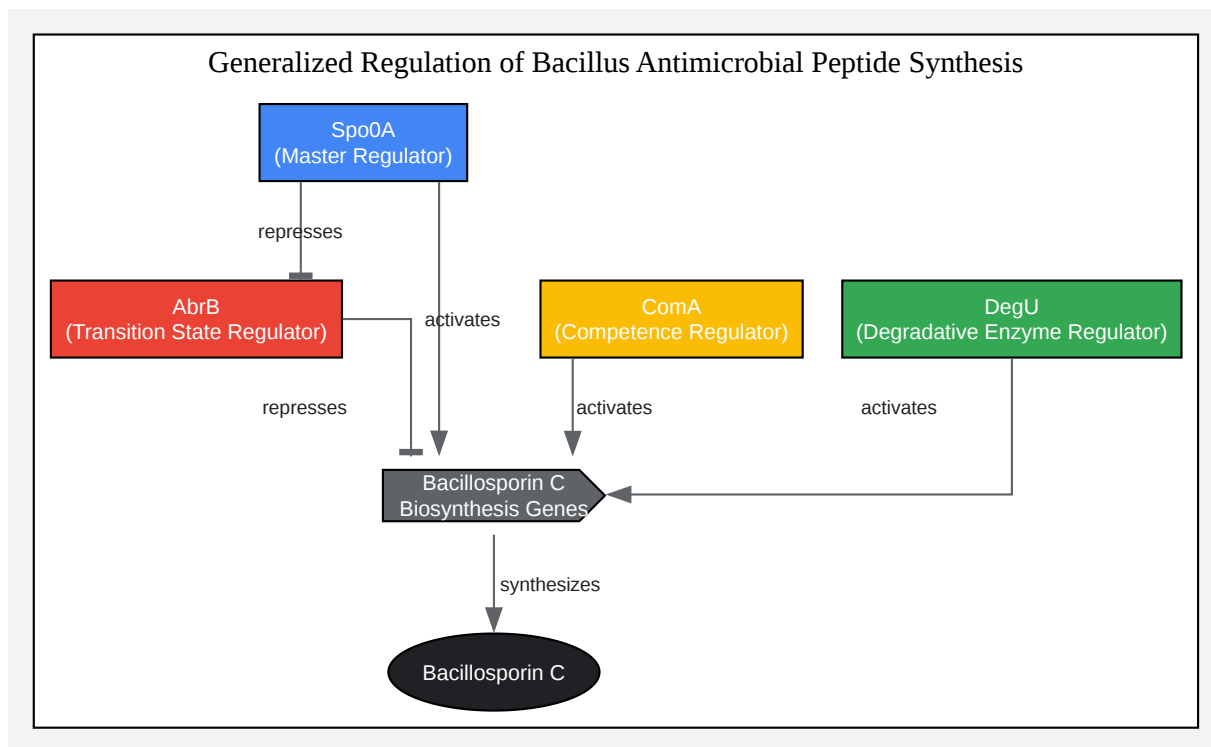 Generalized Regulation of Bacillus Antimicrobial Peptide Synthesis
Spo0A
(Master Regulator)
represses
activates
AbrB
(Transition State Regulator)
ComA
(Competence Regulator)
DegU
(Degradative Enzyme Regulator)
represses
activates
activates
Bacillosporin C
Biosynthesis Genes
synthesizes
Bacillosporin C